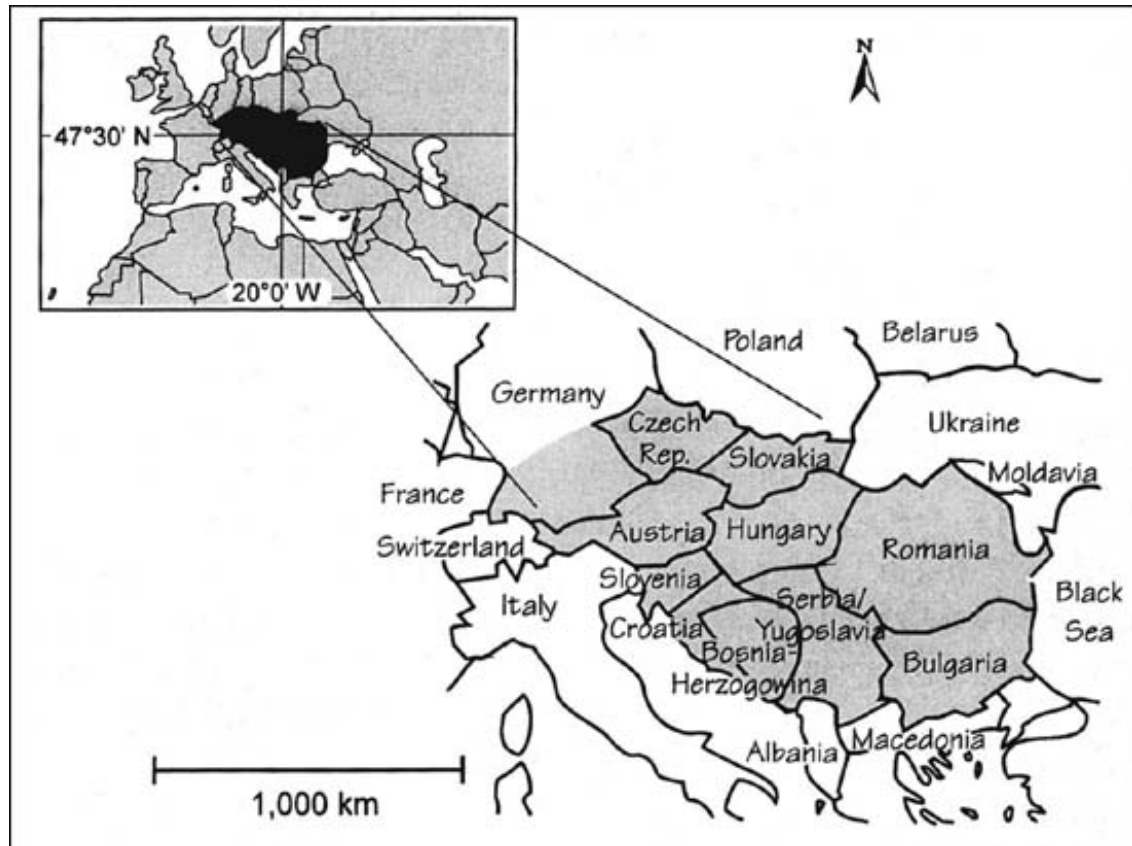 N
47°30' N
20°0' W
Poland
Belarus
Germany
Czech
Rep.
Ukraine
Slovakia
Moldavia
France
Austria
Hungary
Switzerland
Romania
Slovenia
Serbia/
Yugoslavia
Black
Sea
Italy
Croatia
Bosnia-
Herzogowina
Bulgaria
Albania
Macedonia
1,000 km